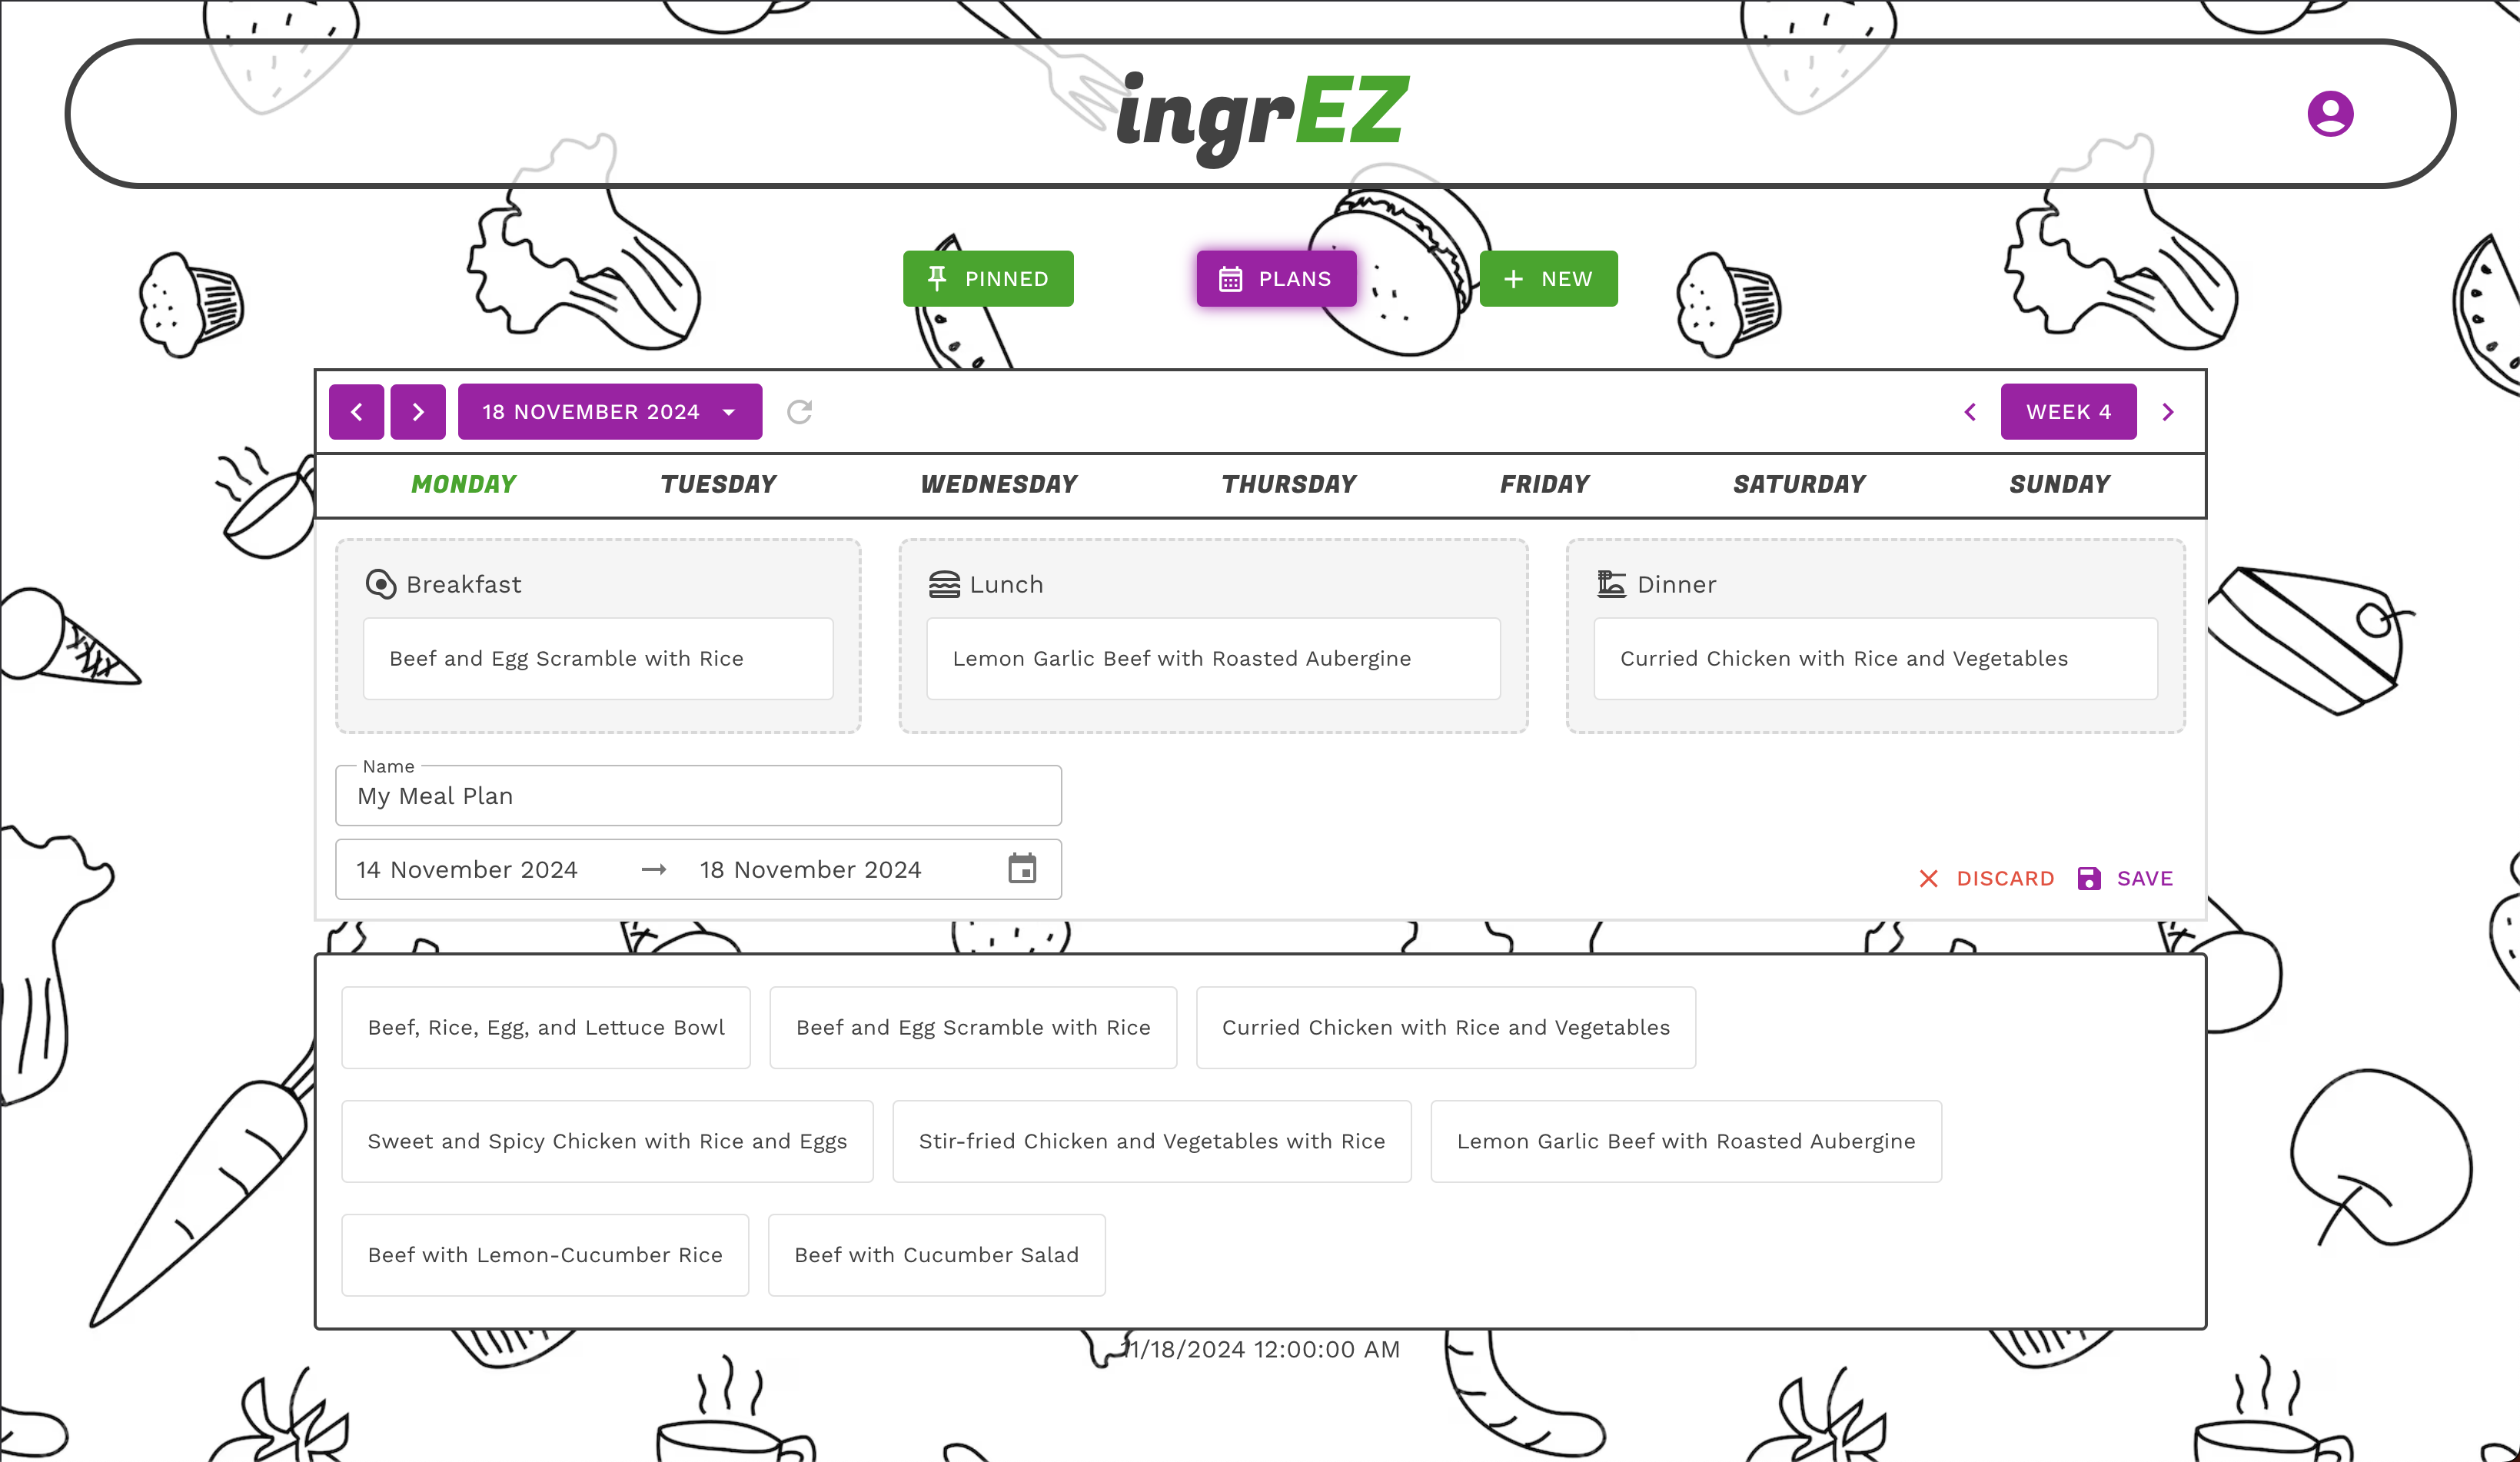 ingrEZ
PINNED
PLANS
NEW
18 NOVEMBER 2024
WEEK 4
MONDAY TUESDAY WEDNESDAY THURSDAY FRIDAY SATURDAY SUNDAY
Breakfast
Beef and Egg Scramble with Rice
Lunch
Lemon Garlic Beef with Roasted Aubergine
Dinner
Curried Chicken with Rice and Vegetables
Name
My Meal Plan
14 November 2024 → 18 November 2024
DISCARD SAVE
Beef, Rice, Egg, and Lettuce Bowl
Beef and Egg Scramble with Rice
Curried Chicken with Rice and Vegetables
Sweet and Spicy Chicken with Rice and Eggs
Stir-fried Chicken and Vegetables with Rice
Lemon Garlic Beef with Roasted Aubergine
Beef with Lemon-Cucumber Rice
Beef with Cucumber Salad
11/18/2024 12:00:00 AM